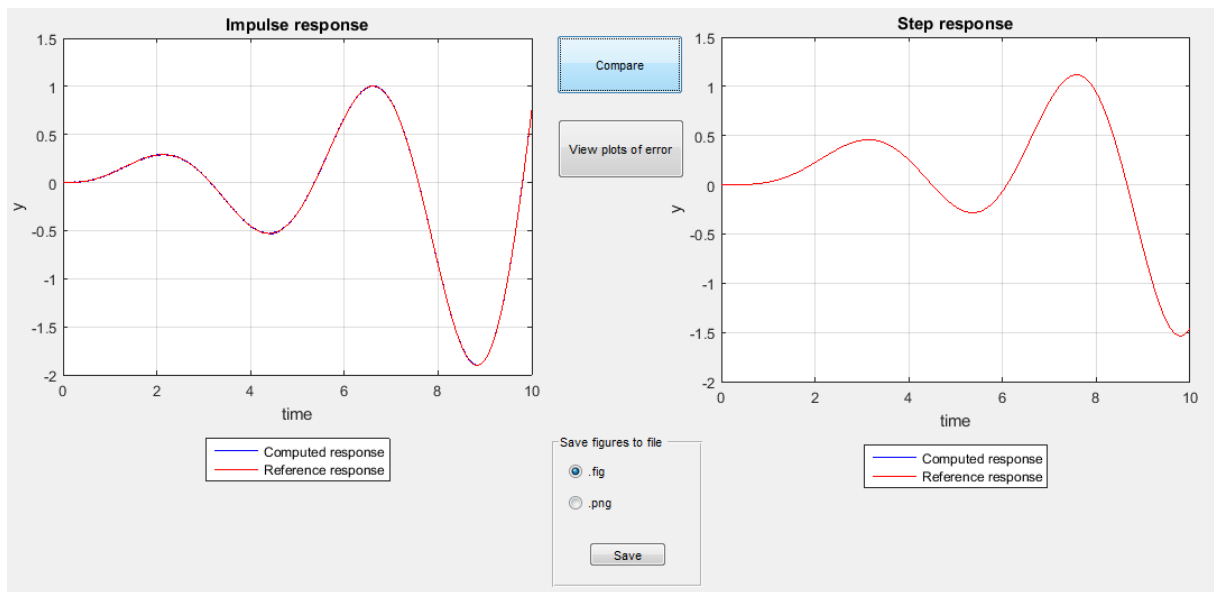 Impulse response
1.5
1
0.5
0
-0.5
-1
-1.5
-2
y
0 2 4 6 8 10
time
Computed response
Reference response
Compare
View plots of error
Save figures to file
.fig
.png
Save
Step response
1.5
1
0.5
0
-0.5
-1
-1.5
-2
y
0 2 4 6 8 10
time
Computed response
Reference response